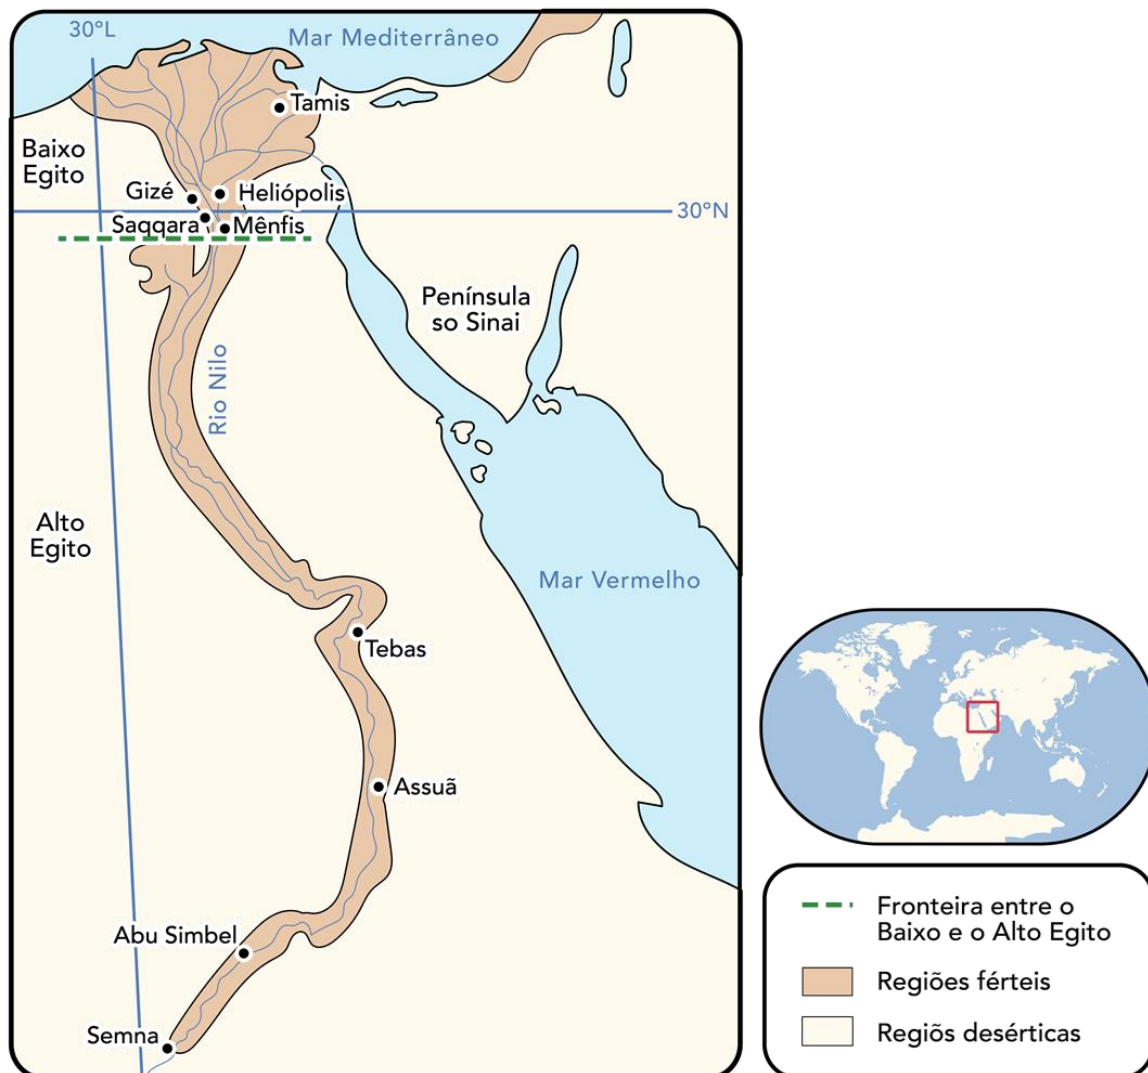 30°L
Mar Mediterrâneo
Tamis
Baixo
Egito
Gizé
Heliópolis
30°N
Saqqara
Mênfis
Península
so Sinai
Rio Nilo
Alto
Egito
Mar Vermelho
Tebas
Assuã
Abu Simbel
Semna
Fronteira entre o
Baixo e o Alto Egito
Regiões férteis
Regiõs desérticas